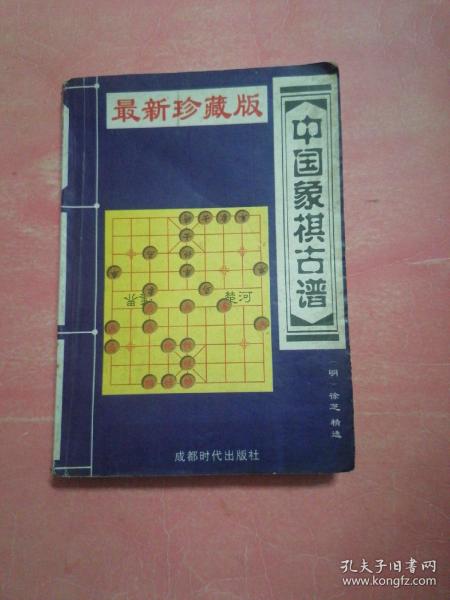 最新珍藏版
中国象棋古谱
楚河
〔明〕徐芝 精选
成都时代出版社
孔夫子旧书网
www.kongfz.com